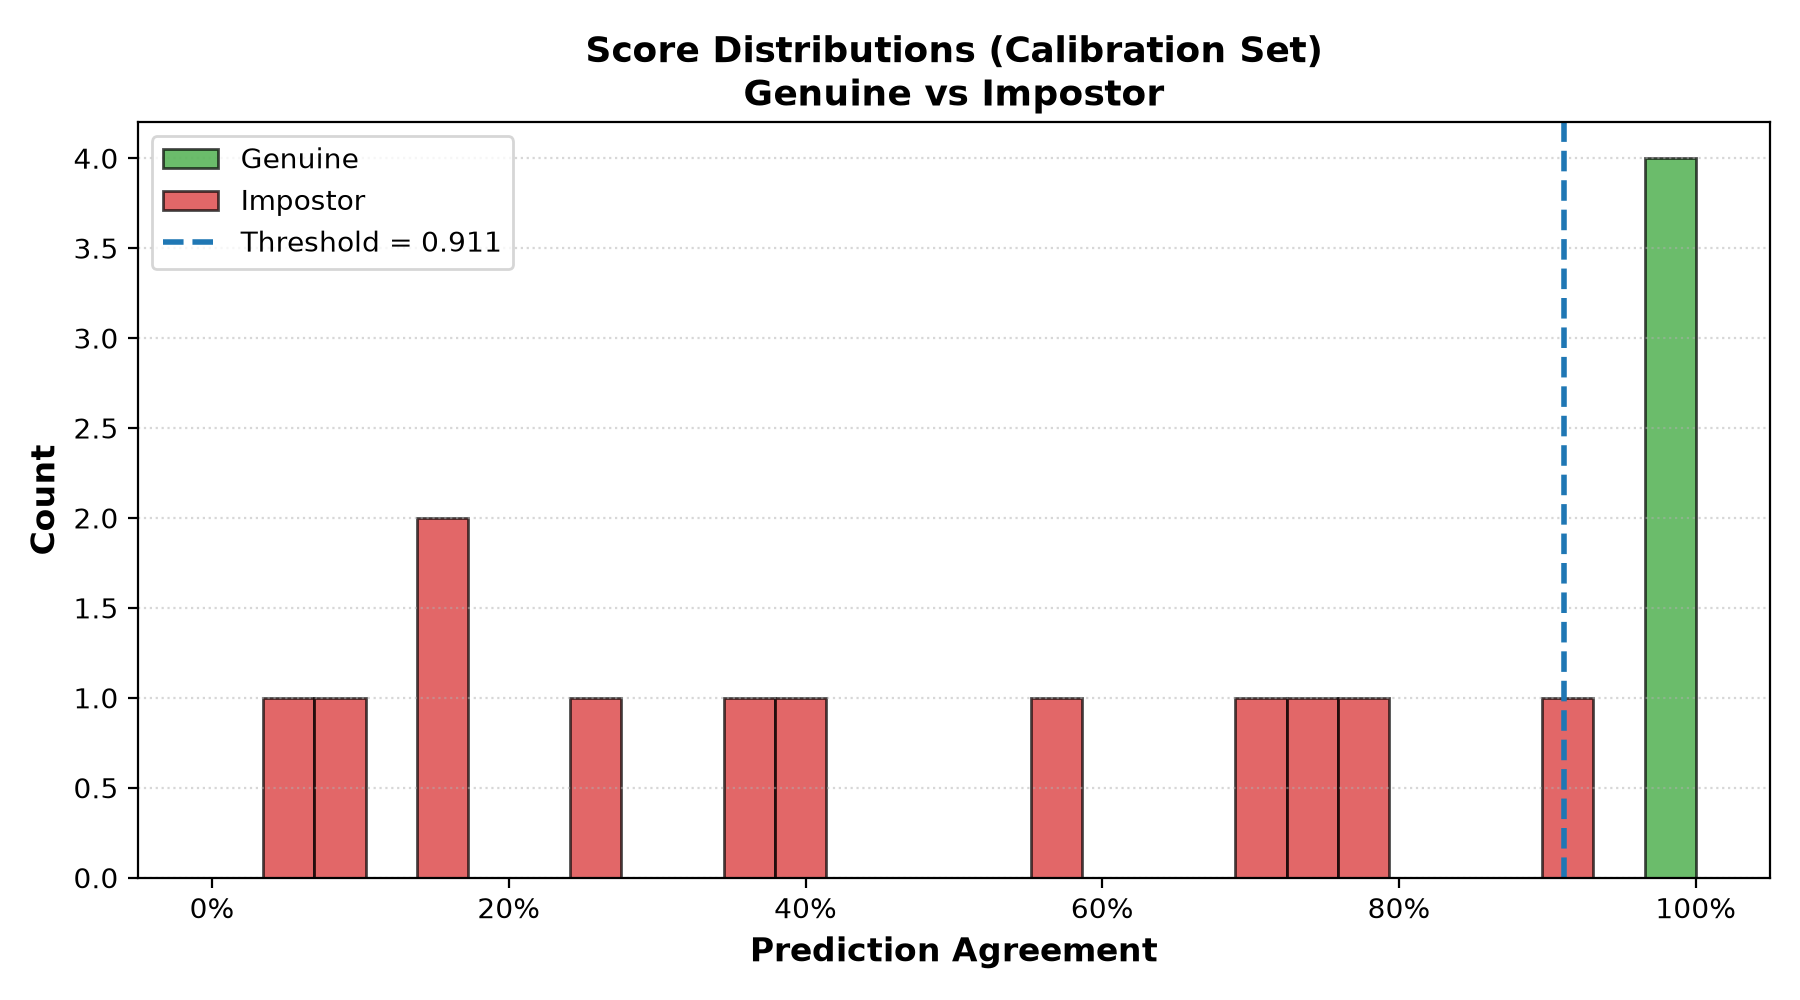 Score Distributions (Calibration Set)
Genuine vs Impostor
Genuine
Impostor
Threshold = 0.911
4.0
3.5
3.0
2.5
2.0
1.5
1.0
0.5
0.0
Count
0%
20%
40%
60%
80%
100%
Prediction Agreement